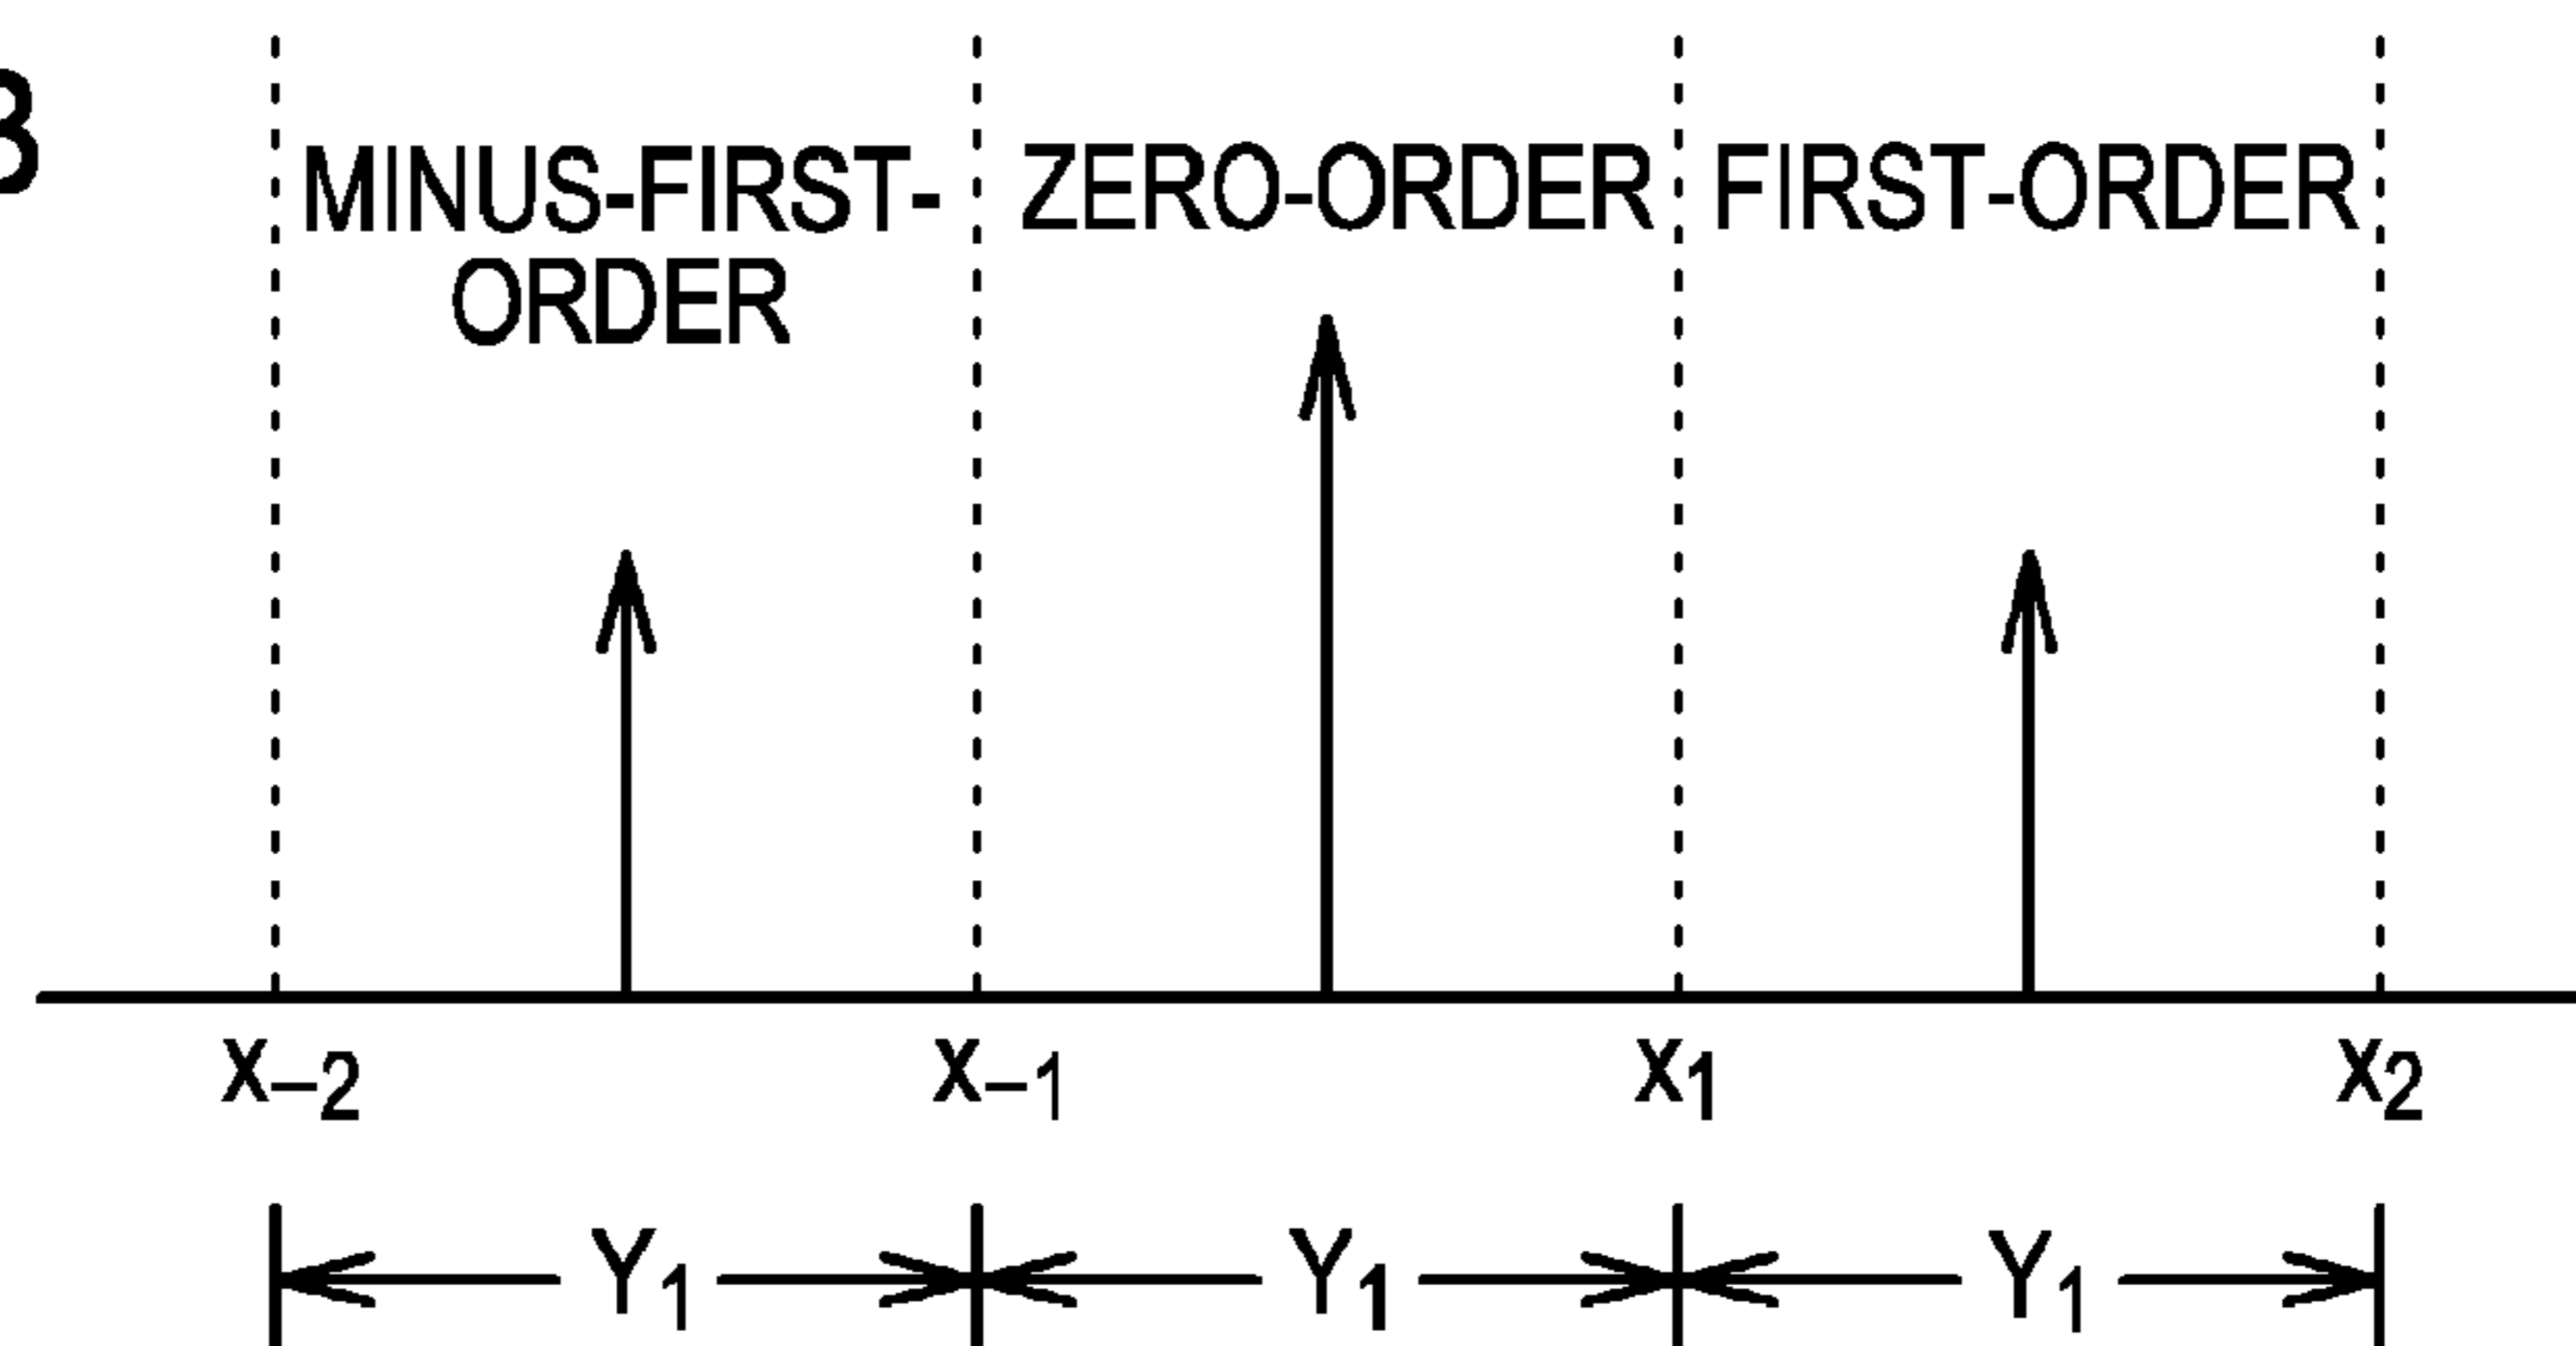 B
MINUS-FIRST-
ORDER
ZERO-ORDER
FIRST-ORDER
x₋₂ x₋₁ x₁ x₂
Y₁ Y₁ Y₁